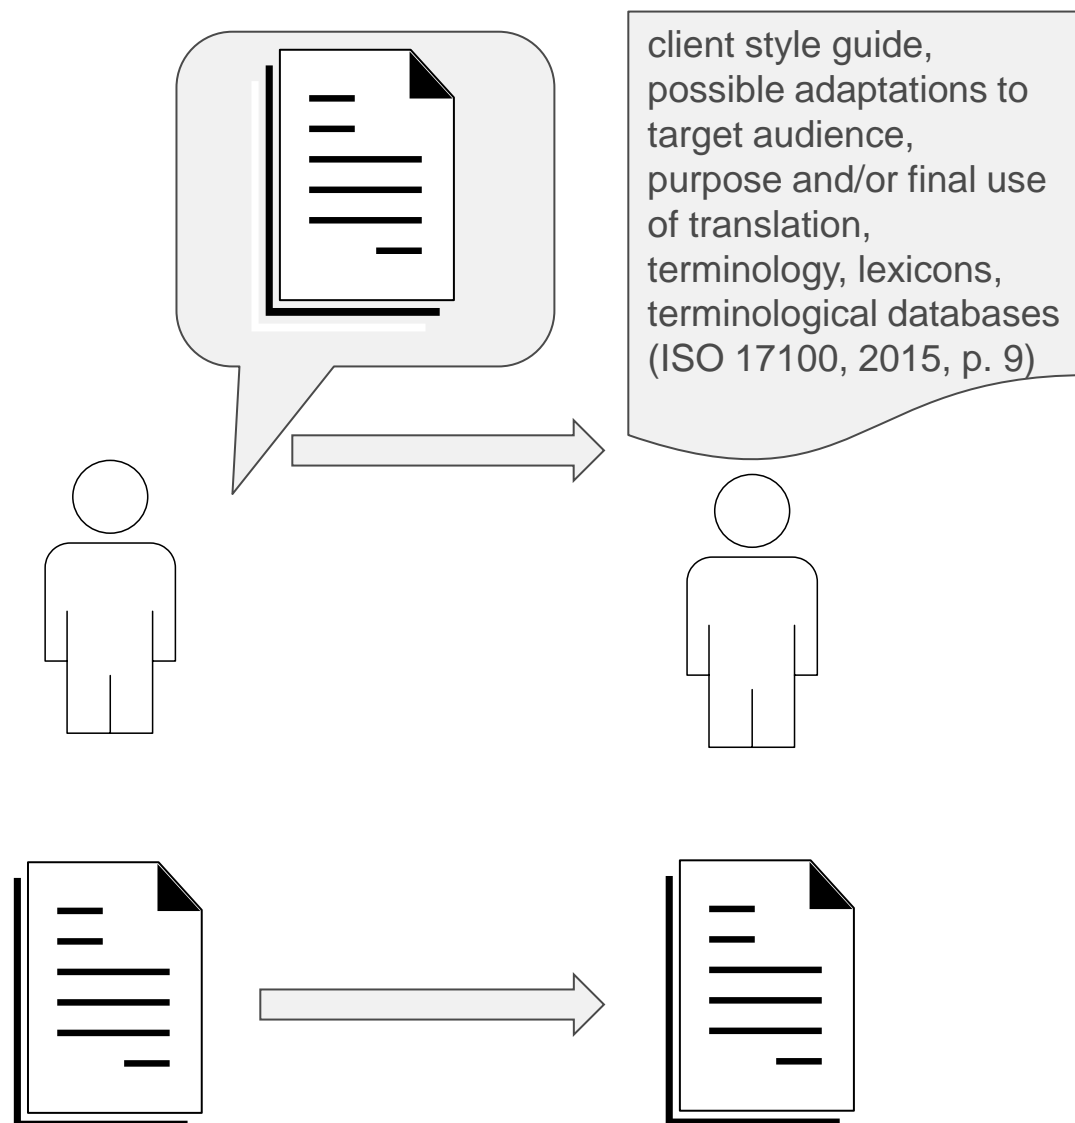 client style guide,
possible adaptations to
target audience,
purpose and/or final use
of translation,
terminology, lexicons,
terminological databases
(ISO 17100, 2015, p. 9)